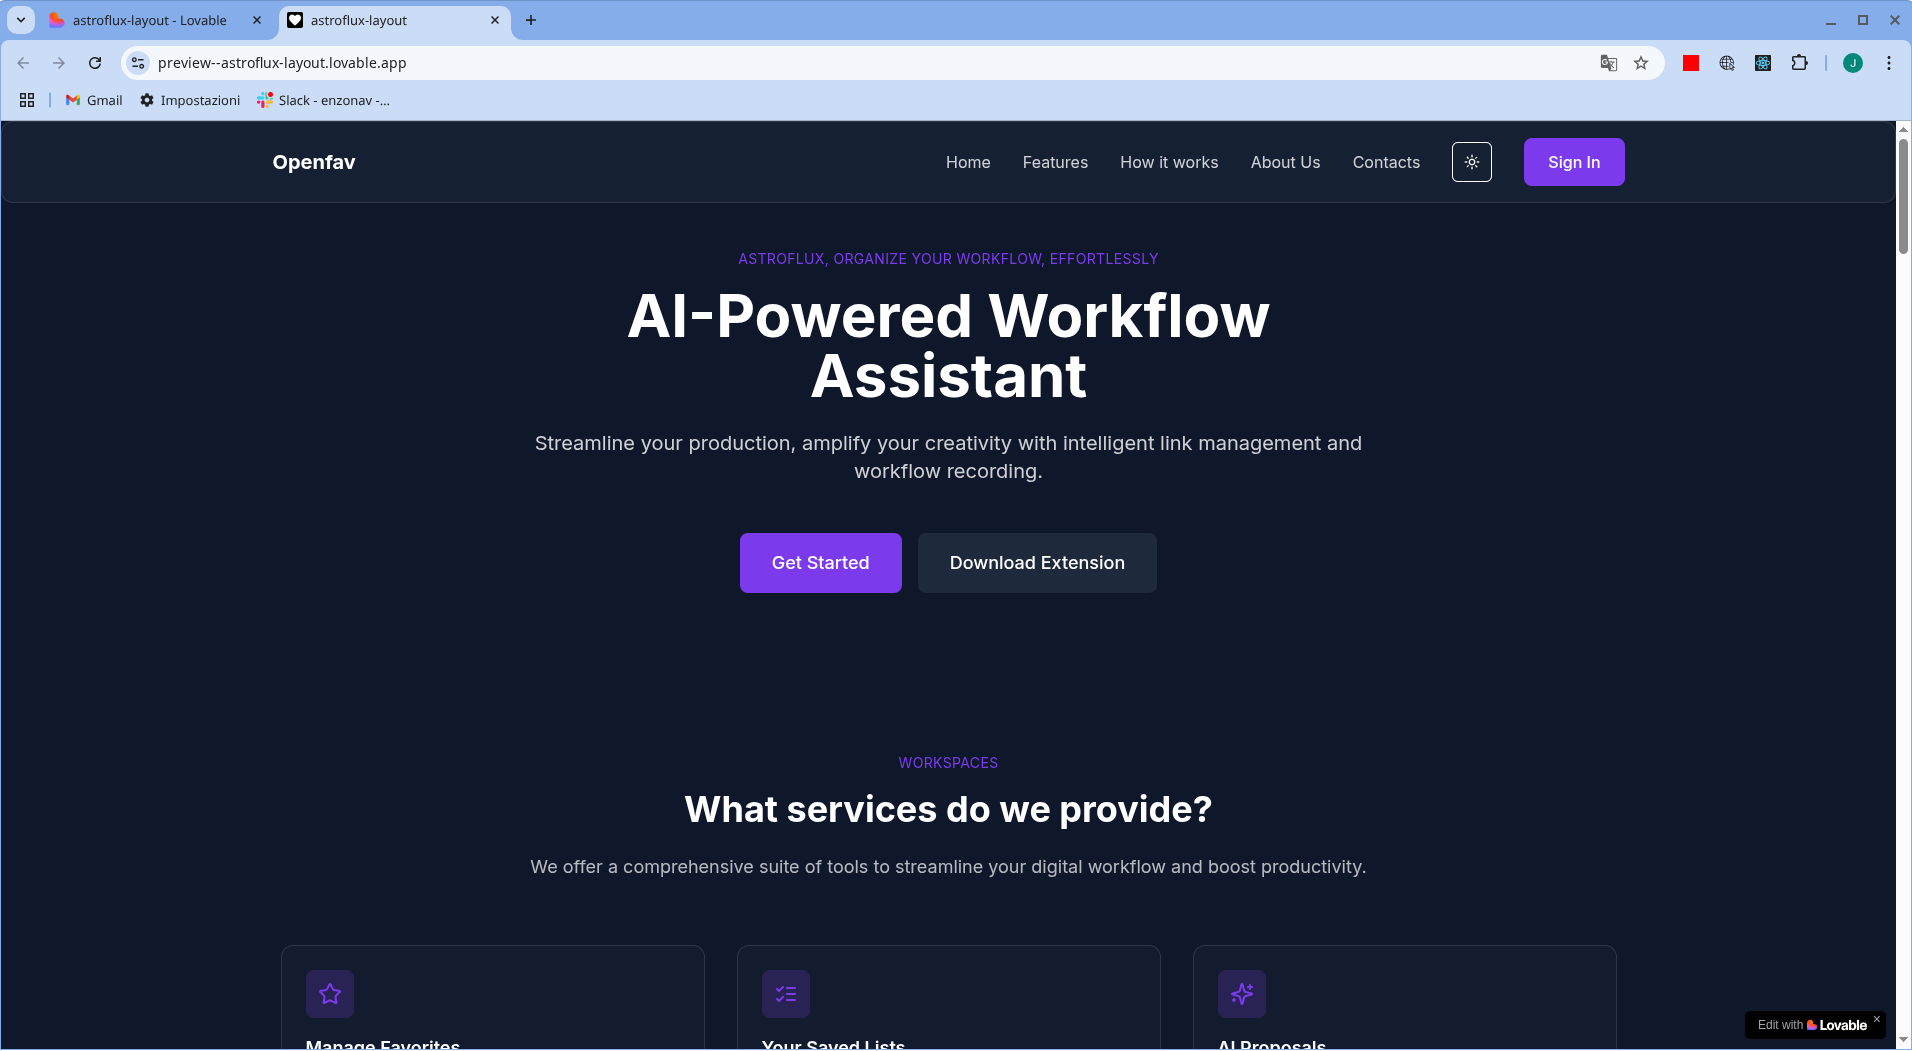 astroflux-layout - Lovable
astroflux-layout
preview--astroflux-layout.lovable.app
J
Gmail
Impostazioni
Slack - enzonav -...
Openfav
Home
Features
How it works
About Us
Contacts
Sign In
ASTROFLUX, ORGANIZE YOUR WORKFLOW, EFFORTLESSLY
AI-Powered Workflow
Assistant
Streamline your production, amplify your creativity with intelligent link management and
workflow recording.
Get Started
Download Extension
WORKSPACES
What services do we provide?
We offer a comprehensive suite of tools to streamline your digital workflow and boost productivity.
Manage Favorites
Your Saved Lists
AI Proposals
Edit with Lovable